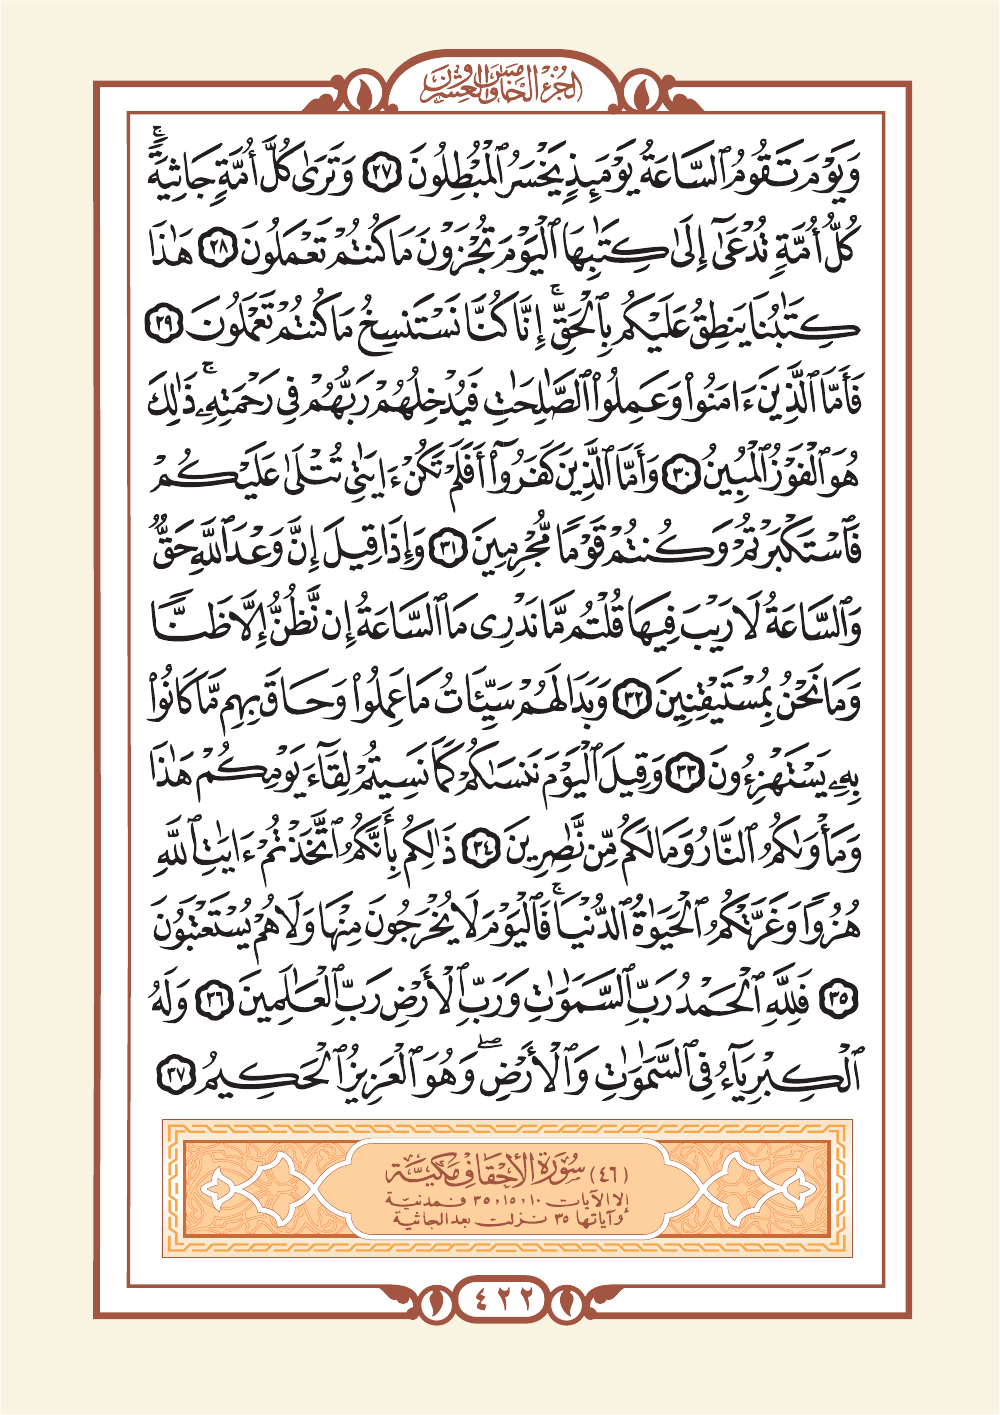 الجزء الخامس والعشرون
وَيَوْمَ تَقُومُ ٱلسَّاعَةُ يَوْمَئِذٍ يَخْسَرُ ٱلْمُبْطِلُونَ ٢٧ وَتَرَىٰ كُلَّ أُمَّةٍ جَاثِيَةً ۚ
كُلُّ أُمَّةٍ تُدْعَىٰٓ إِلَىٰ كِتَٰبِهَا ٱلْيَوْمَ تُجْزَوْنَ مَا كُنتُمْ تَعْمَلُونَ ٢٨ هَٰذَا
كِتَٰبُنَا يَنطِقُ عَلَيْكُم بِٱلْحَقِّ ۚ إِنَّا كُنَّا نَسْتَنسِخُ مَا كُنتُمْ تَعْمَلُونَ ٢٩
فَأَمَّا ٱلَّذِينَ ءَامَنُوا۟ وَعَمِلُوا۟ ٱلصَّٰلِحَٰتِ فَيُدْخِلُهُمْ رَبُّهُمْ فِى رَحْمَتِهِۦ ۚ ذَٰلِكَ
هُوَ ٱلْفَوْزُ ٱلْمُبِينُ ٣٠ وَأَمَّا ٱلَّذِينَ كَفَرُوٓا۟ أَفَلَمْ تَكُنْ ءَايَٰتِى تُتْلَىٰ عَلَيْكُمْ
فَٱسْتَكْبَرْتُمْ وَكُنتُمْ قَوْمًا مُّجْرِمِينَ ٣١ وَإِذَا قِيلَ إِنَّ وَعْدَ ٱللَّهِ حَقٌّ
وَٱلسَّاعَةُ لَا رَيْبَ فِيهَا قُلْتُم مَّا نَدْرِى مَا ٱلسَّاعَةُ إِن نَّظُنُّ إِلَّا ظَنًّا
وَمَا نَحْنُ بِمُسْتَيْقِنِينَ ٣٢ وَبَدَا لَهُمْ سَيِّـَٔاتُ مَا عَمِلُوا۟ وَحَاقَ بِهِم مَّا كَانُوا۟
بِهِۦ يَسْتَهْزِءُونَ ٣٣ وَقِيلَ ٱلْيَوْمَ نَنسَىٰكُمْ كَمَا نَسِيتُمْ لِقَآءَ يَوْمِكُمْ هَٰذَا
وَمَأْوَىٰكُمُ ٱلنَّارُ وَمَا لَكُم مِّن نَّٰصِرِينَ ٣٤ ذَٰلِكُم بِأَنَّكُمُ ٱتَّخَذْتُمْ ءَايَٰتِ ٱللَّهِ
هُزُوًا وَغَرَّتْكُمُ ٱلْحَيَوٰةُ ٱلدُّنْيَا ۚ فَٱلْيَوْمَ لَا يُخْرَجُونَ مِنْهَا وَلَا هُمْ يُسْتَعْتَبُونَ
٣٥ فَلِلَّهِ ٱلْحَمْدُ رَبِّ ٱلسَّمَٰوَٰتِ وَرَبِّ ٱلْأَرْضِ رَبِّ ٱلْعَٰلَمِينَ ٣٦ وَلَهُ
ٱلْكِبْرِيَآءُ فِى ٱلسَّمَٰوَٰتِ وَٱلْأَرْضِ ۖ وَهُوَ ٱلْعَزِيزُ ٱلْحَكِيمُ ٣٧
(٤٦) سُورَةُ الأَحْقَافِ مَكِيَّة
إلا الآيات ١٠، ١٥، ٣٥ فمدنية
وآياتها ٣٥ نزلت بعد الجاثية
٤٢٢